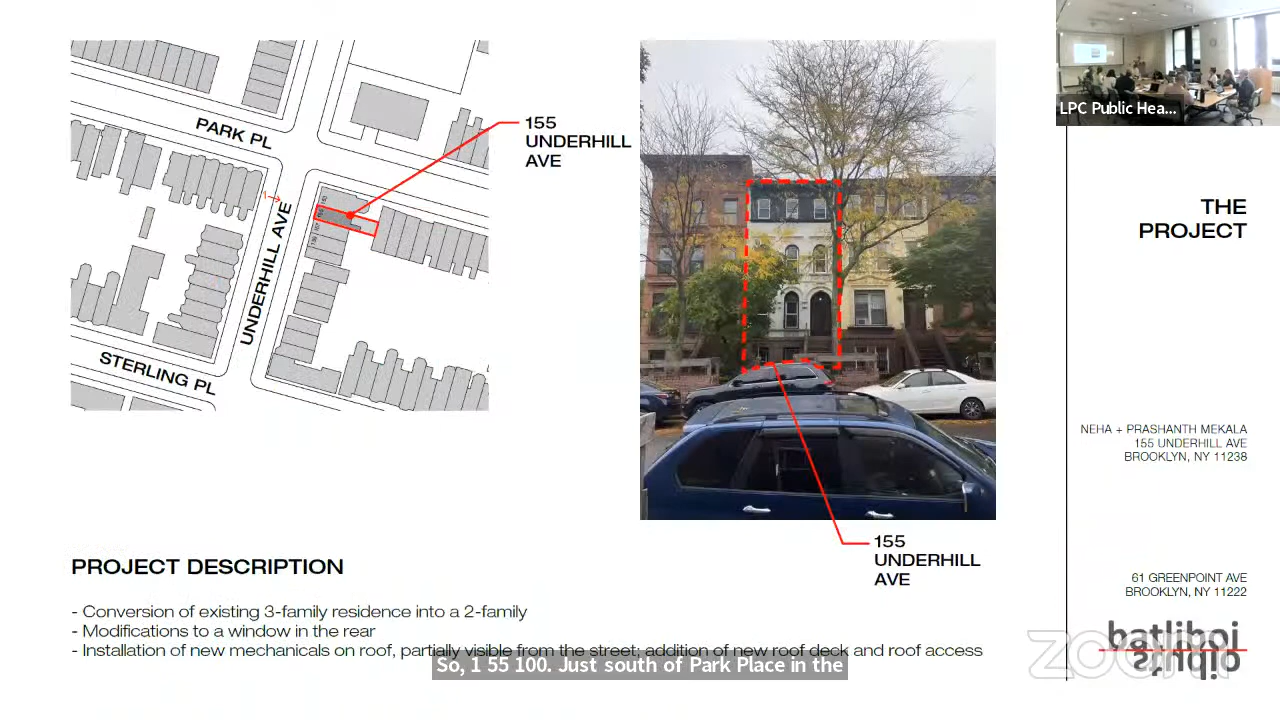 PARK PL
155
UNDERHILL
AVE
UNDERHILL AVE
STERLING PL
155
UNDERHILL
AVE
PROJECT DESCRIPTION
- Conversion of existing 3-family residence into a 2-family
- Modifications to a window in the rear
- Installation of new mechanicals on roof, partially visible from the street; addition of new roof deck and roof access
So, 1 55 100. Just south of Park Place in the
LPC Public Hea...
THE
PROJECT
NEHA + PRASHANTH MEKALA
155 UNDERHILL AVE
BROOKLYN, NY 11238
61 GREENPOINT AVE
BROOKLYN, NY 11222
batliboi
studio
zoom